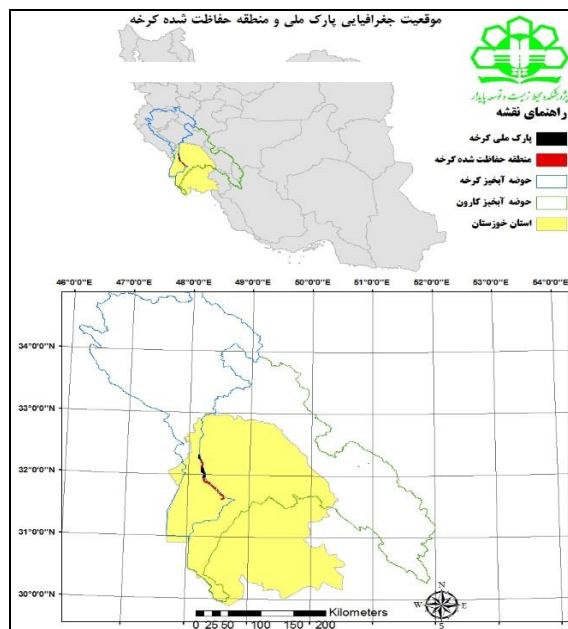 موقعیت جغرافیایی پارک ملی و منطقه حفاظت شده کرخه
پژوهشکده محیط زیست و توسعه پایدار
راهنمای نقشه
پارک ملی کرخه
منطقه حفاظت شده کرخه
حوضه آبخیز کرخه
حوضه آبخیز کارون
استان خوزستان
46°0'0"E 47°0'0"E 48°0'0"E 49°0'0"E 50°0'0"E 51°0'0"E 52°0'0"E 53°0'0"E 54°0
34°0'0"N
33°0'0"N
32°0'0"N
31°0'0"N
30°0'0"N
Kilometers
0 25 50 100 150 200
N
W E
S